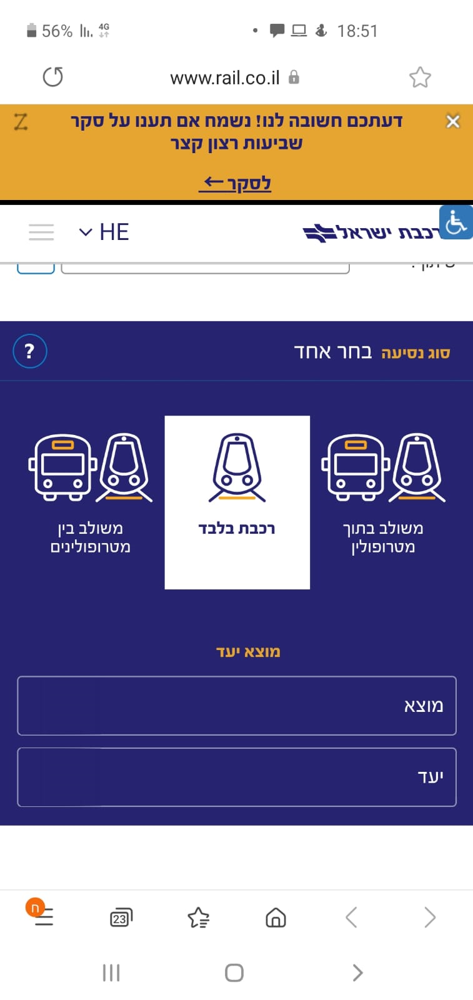 56% 4G 18:51
www.rail.co.il
דעתכם חשובה לנו! נשמח אם תענו על סקר
שביעות רצון קצר
לסקר ←
רכבת ישראל
HE
סוג נסיעה בחר אחד
?
משולב בתוך
מטרופולין
רכבת בלבד
משולב בין
מטרופולינים
מוצא יעד
מוצא
יעד
ח
23